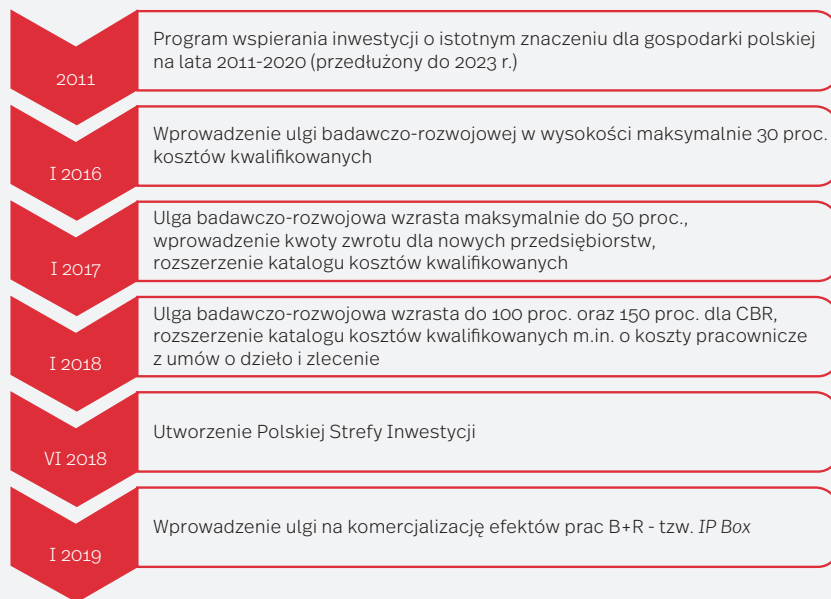 2011
Program wspierania inwestycji o istotnym znaczeniu dla gospodarki polskiej
na lata 2011-2020 (przedłużony do 2023 r.)
I 2016
Wprowadzenie ulgi badawczo-rozwojowej w wysokości maksymalnie 30 proc.
kosztów kwalifikowanych
I 2017
Ulga badawczo-rozwojowa wzrasta maksymalnie do 50 proc.,
wprowadzenie kwoty zwrotu dla nowych przedsiębiorstw,
rozszerzenie katalogu kosztów kwalifikowanych
I 2018
Ulga badawczo-rozwojowa wzrasta do 100 proc. oraz 150 proc. dla CBR,
rozszerzenie katalogu kosztów kwalifikowanych m.in. o koszty pracownicze
z umów o dzieło i zlecenie
VI 2018
Utworzenie Polskiej Strefy Inwestycji
I 2019
Wprowadzenie ulgi na komercjalizację efektów prac B+R - tzw. IP Box